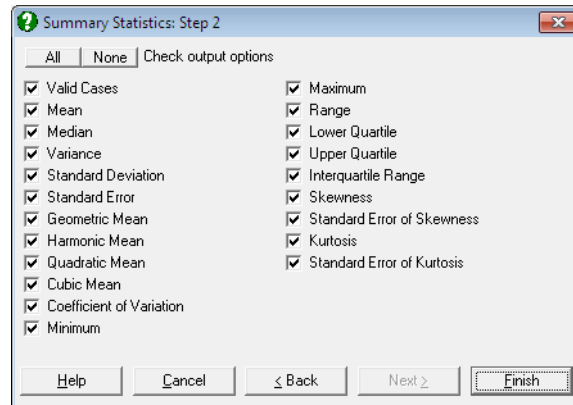 Summary Statistics: Step 2
All None Check output options
Valid Cases
Mean
Median
Variance
Standard Deviation
Standard Error
Geometric Mean
Harmonic Mean
Quadratic Mean
Cubic Mean
Coefficient of Variation
Minimum
Maximum
Range
Lower Quartile
Upper Quartile
Interquartile Range
Skewness
Standard Error of Skewness
Kurtosis
Standard Error of Kurtosis
Help Cancel < Back Next > Finish